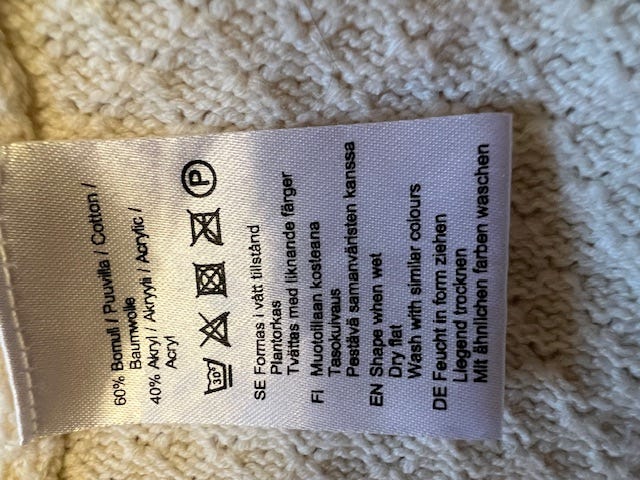 60% Bomull / Puuvilla / Cotton /
Baumwolle
40% Akryl / Akryyli / Acrylic /
Acryl
30°
P
SE Formas i vått tillstånd
Plantorkas
Tvättas med liknande färger
FI Muotoillaan kosteana
Tasokuivaus
Pestävä samanväristen kanssa
EN Shape when wet
Dry flat
Wash with similar colours
DE Feucht in form ziehen
Liegend trocknen
Mit ähnlichen farben waschen